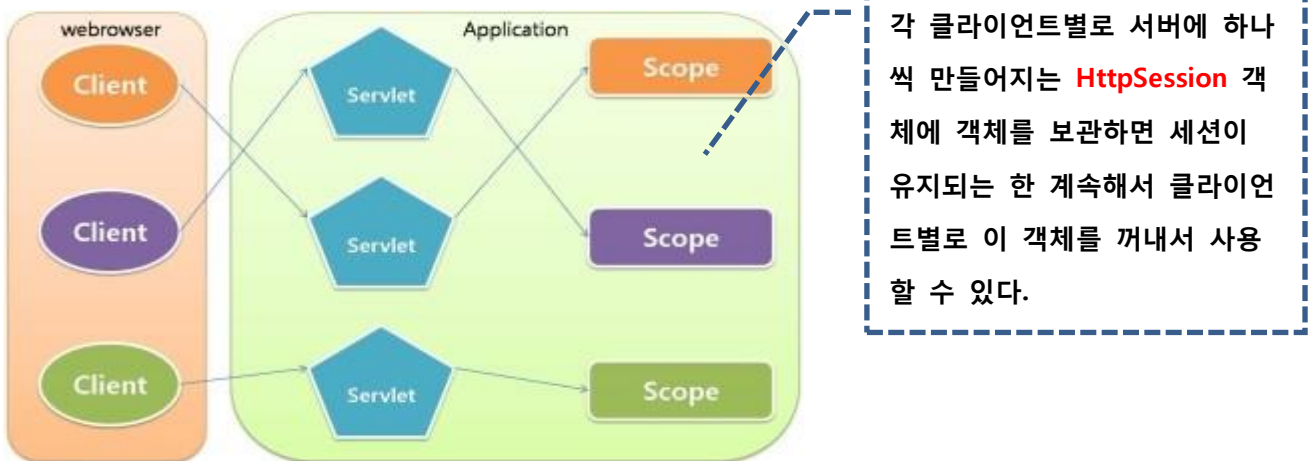 webrowser
Application
Client
Servlet
Scope
Client
Servlet
Scope
Client
Servlet
Scope
각 클라이언트별로 서버에 하나
씩 만들어지는 HttpSession 객
체에 객체를 보관하면 세션이
유지되는 한 계속해서 클라이언
트별로 이 객체를 꺼내서 사용
할 수 있다.